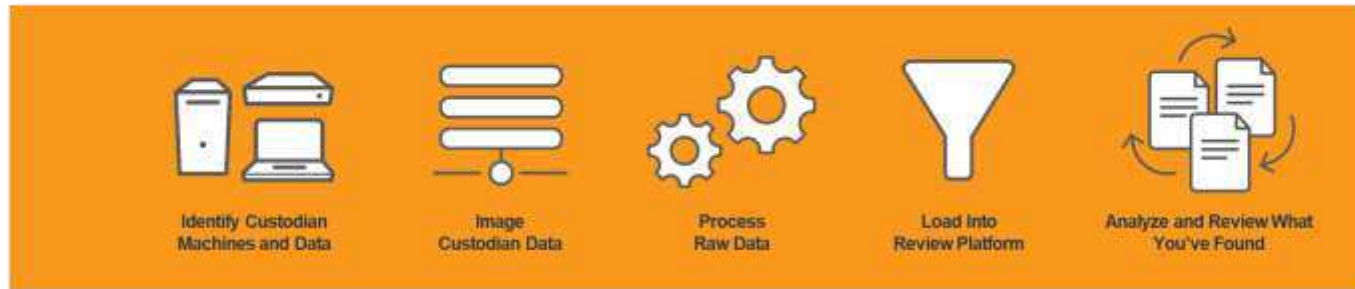 Identify Custodian
Machines and Data
Image
Custodian Data
Process
Raw Data
Load Into
Review Platform
Analyze and Review What
You've Found